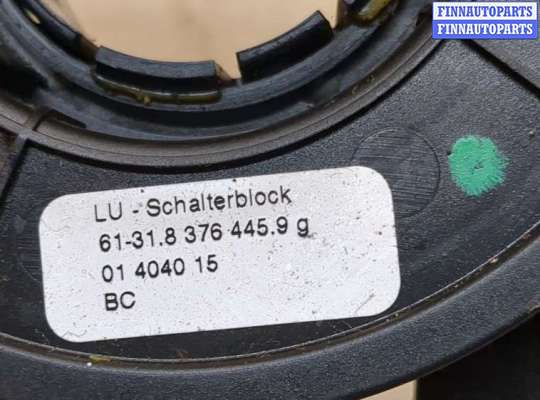 FINNAUTOPARTS
FINNAUTOPARTS
LU - Schalterblock
61-31.8 376 445.9 g
01 4040 15
BC